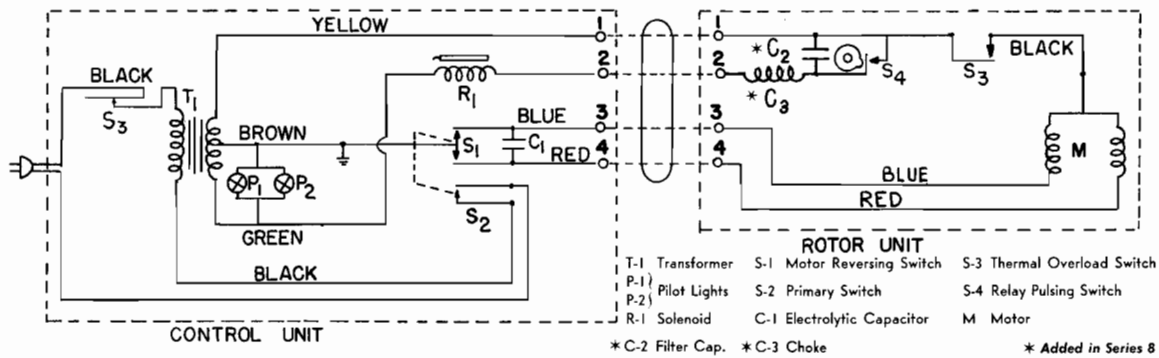 YELLOW
1
1
BLACK
S3
T1
R1
2
2
* C2
S4
S3
BLACK
* C3
BROWN
BLUE
3
3
S1
C1
RED
4
4
M
P1
P2
BLUE
RED
S2
GREEN
BLACK
CONTROL UNIT
ROTOR UNIT
T-1 Transformer S-1 Motor Reversing Switch S-3 Thermal Overload Switch
P-1) Pilot Lights S-2 Primary Switch S-4 Relay Pulsing Switch
P-2)
R-1 Solenoid C-1 Electrolytic Capacitor M Motor
* C-2 Filter Cap. * C-3 Choke * Added in Series 8